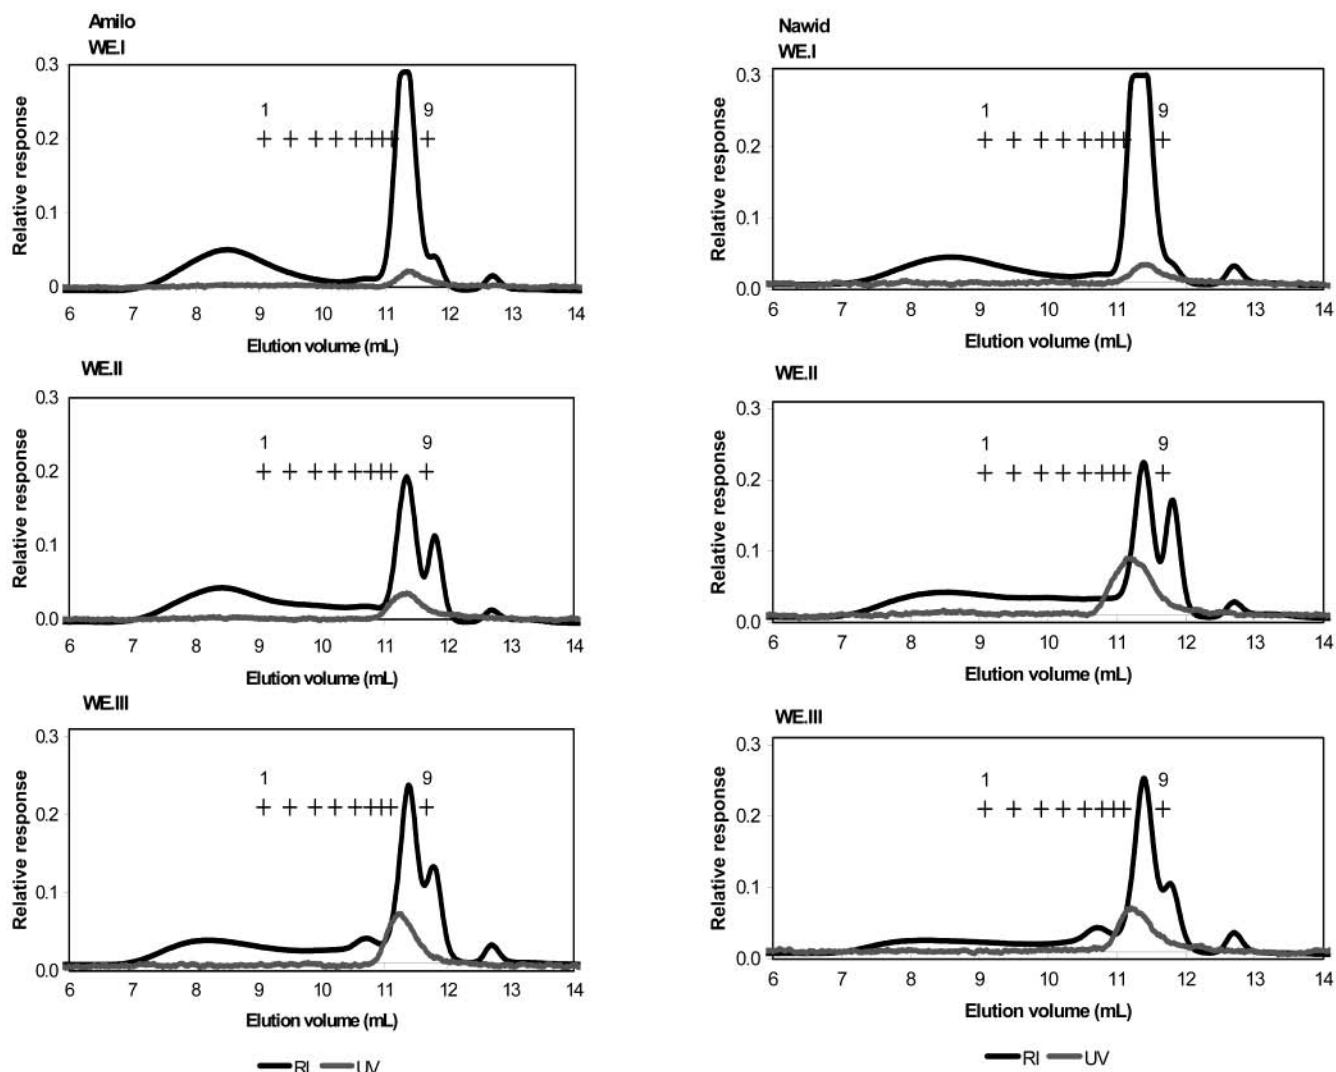 Amilo
WE.I
Relative response
0.3
0.2
0.1
0
1
9
6 7 8 9 10 11 12 13 14
Elution volume (mL)
WE.II
Relative response
0.3
0.2
0.1
0.0
1
9
6 7 8 9 10 11 12 13 14
Elution volume (mL)
WE.III
Relative response
0.3
0.2
0.1
0.0
1
9
6 7 8 9 10 11 12 13 14
Elution volume (mL)
RI UV
Nawid
WE.I
Relative response
0.3
0.2
0.1
0.0
1
9
6 7 8 9 10 11 12 13 14
Elution volume (mL)
WE.II
Relative response
0.3
0.2
0.1
0.0
1
9
6 7 8 9 10 11 12 13 14
Elution volume (mL)
WE.III
Relative response
0.3
0.2
0.1
0.0
1
9
6 7 8 9 10 11 12 13 14
Elution volume (mL)
RI UV